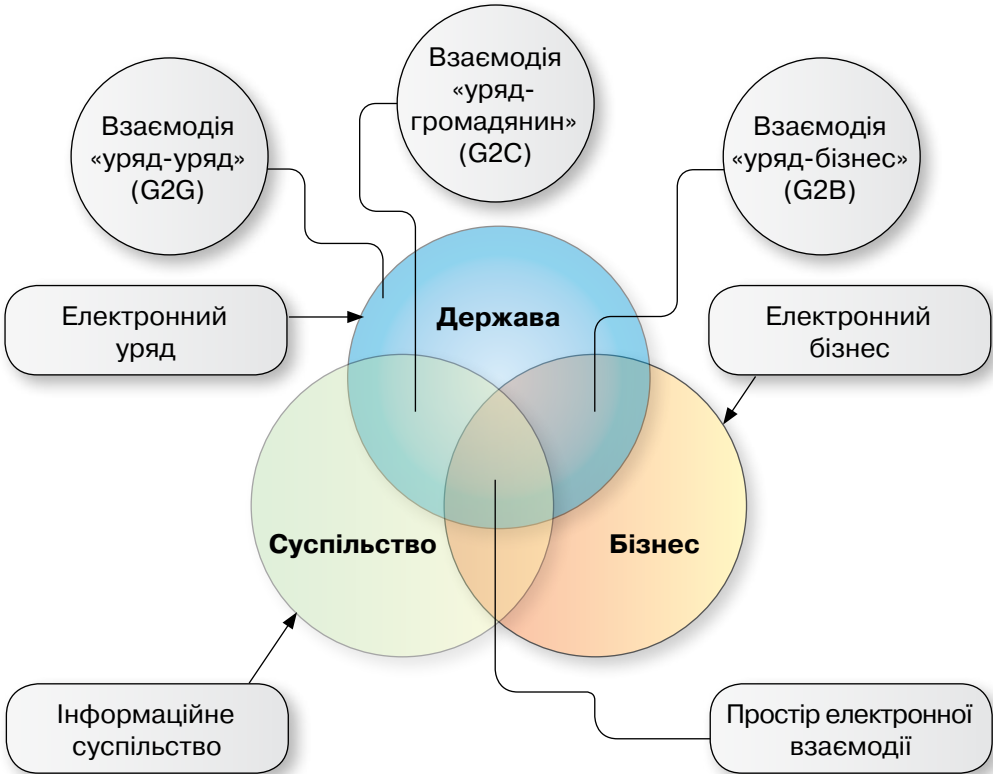 Взаємодія
«уряд-уряд»
(G2G)
Взаємодія
«уряд-
громадянин»
(G2C)
Взаємодія
«уряд-бізнес»
(G2B)
Електронний
уряд
Держава
Електронний
бізнес
Суспільство
Бізнес
Інформаційне
суспільство
Простір електронної
взаємодії